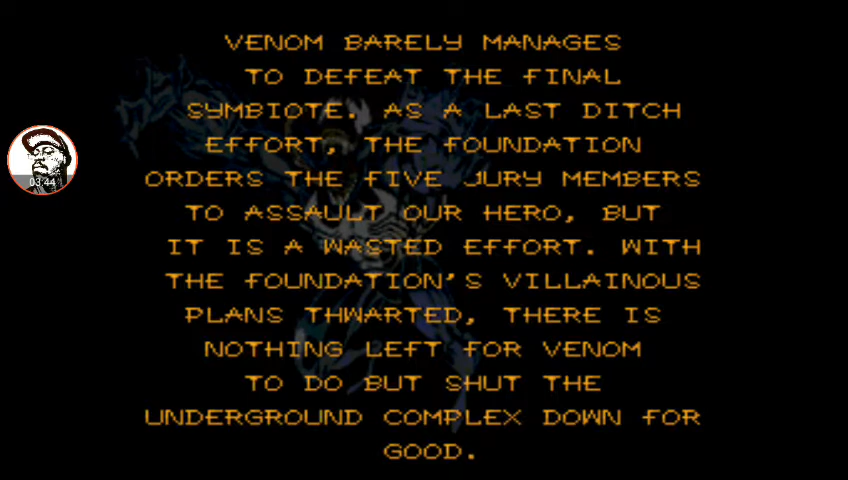 VENOM BARELY MANAGES
TO DEFEAT THE FINAL
SYMBIOTE. AS A LAST DITCH
EFFORT, THE FOUNDATION
ORDERS THE FIVE JURY MEMBERS
TO ASSAULT OUR HERO, BUT
IT IS A WASTED EFFORT. WITH
THE FOUNDATION'S VILLAINOUS
PLANS THWARTED, THERE IS
NOTHING LEFT FOR VENOM
TO DO BUT SHUT THE
UNDERGROUND COMPLEX DOWN FOR
GOOD.
03:44